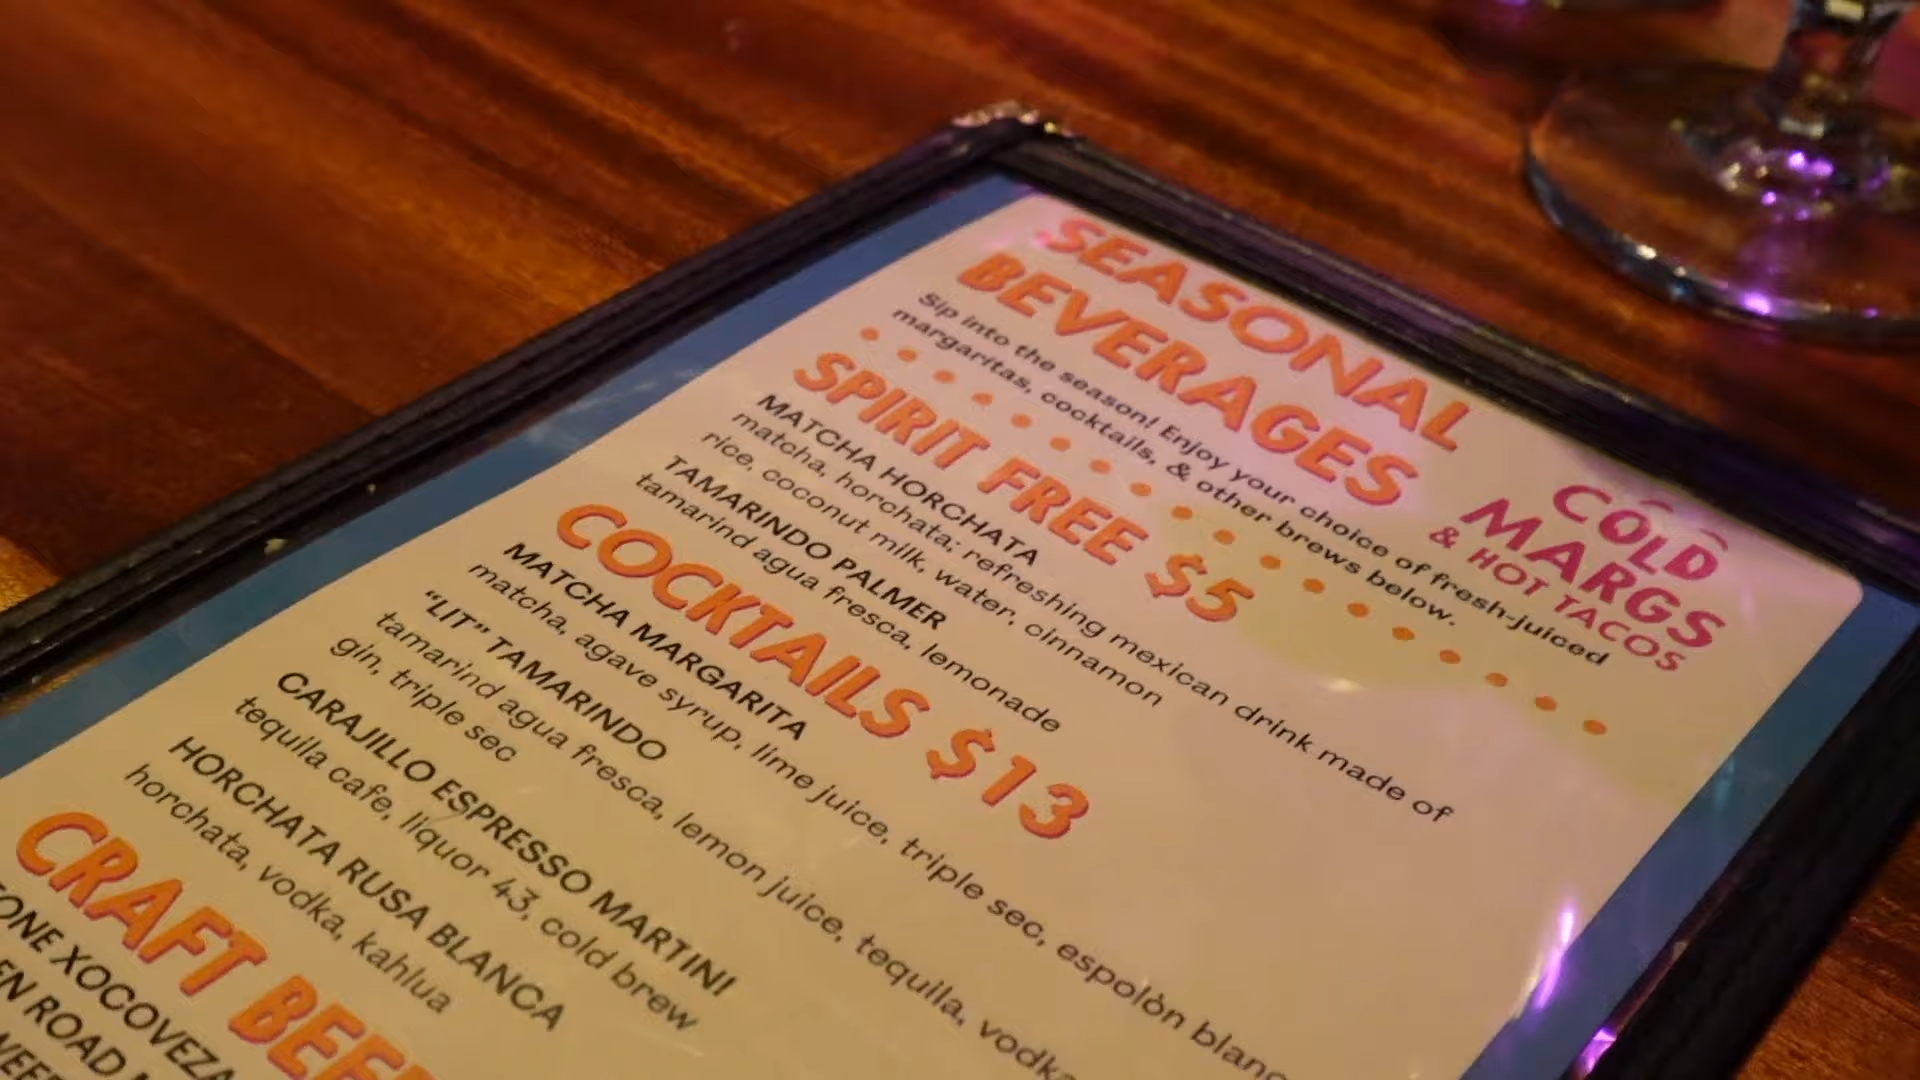 SEASONAL
BEVERAGES
Sip into the season! Enjoy your choice of fresh-juiced
margaritas, cocktails, & other brews below.
COLD
MARGS
& HOT TACOS
SPIRIT FREE $5
MATCHA HORCHATA
matcha, horchata; refreshing mexican drink made of
rice, coconut milk, water, cinnamon
TAMARINDO PALMER
tamarind agua fresca, lemonade
COCKTAILS $13
MATCHA MARGARITA
matcha, agave syrup, lime juice, triple sec, espolòn blanc
"LIT" TAMARINDO
tamarind agua fresca, lemon juice, tequila, vodka
gin, triple sec
CARAJILLO ESPRESSO MARTINI
tequila cafe, liquor 43, cold brew
HORCHATA RUSA BLANCA
horchata, vodka, kahlua
CRAFT BEE
XOCOVEZA
ROAD